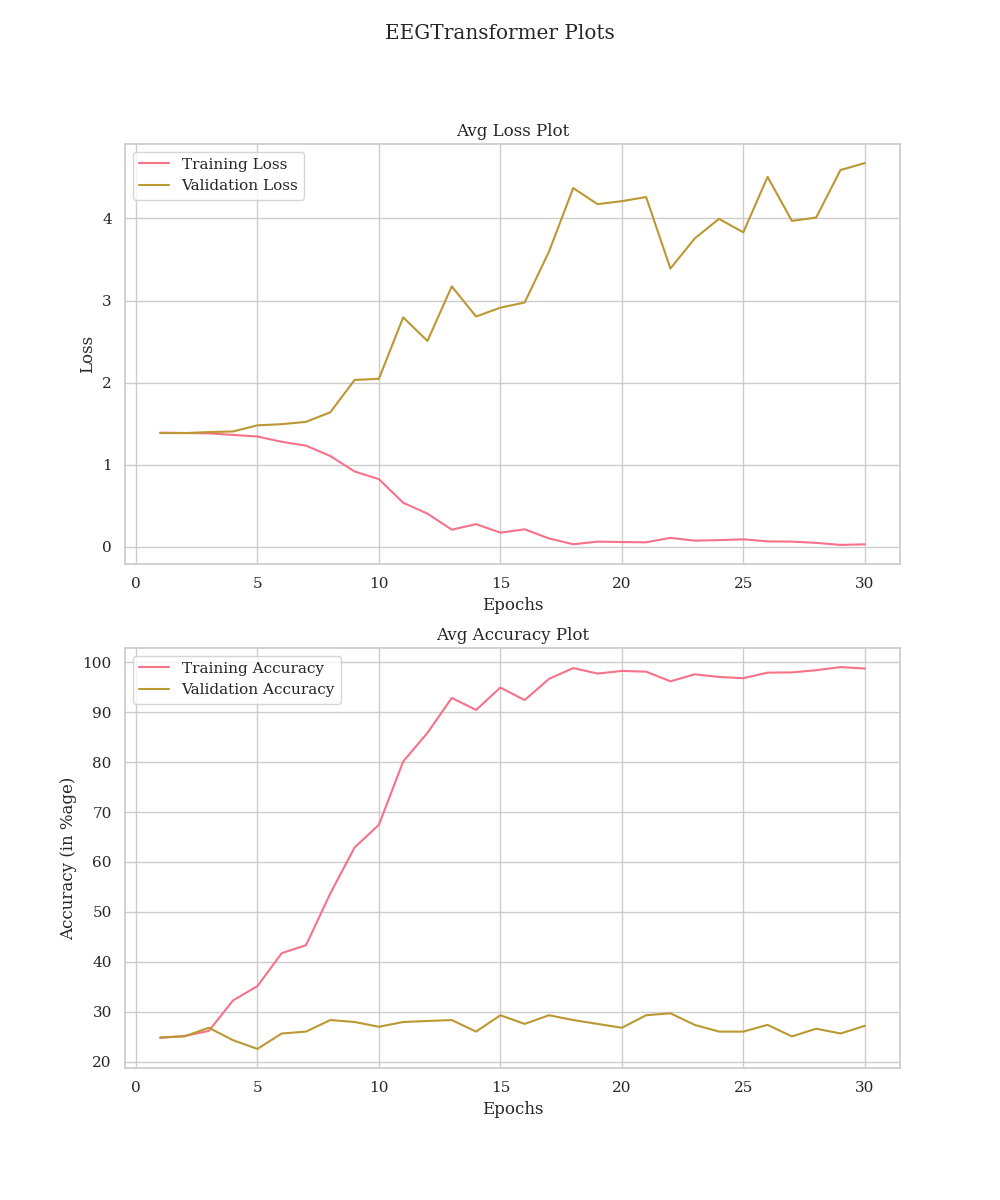 EEGTransformer Plots
Avg Loss Plot
Training Loss
Validation Loss
4
3
2
1
0
Loss
0 5 10 15 20 25 30
Epochs
Avg Accuracy Plot
Training Accuracy
Validation Accuracy
100
90
80
70
60
50
40
30
20
Accuracy (in %age)
0 5 10 15 20 25 30
Epochs